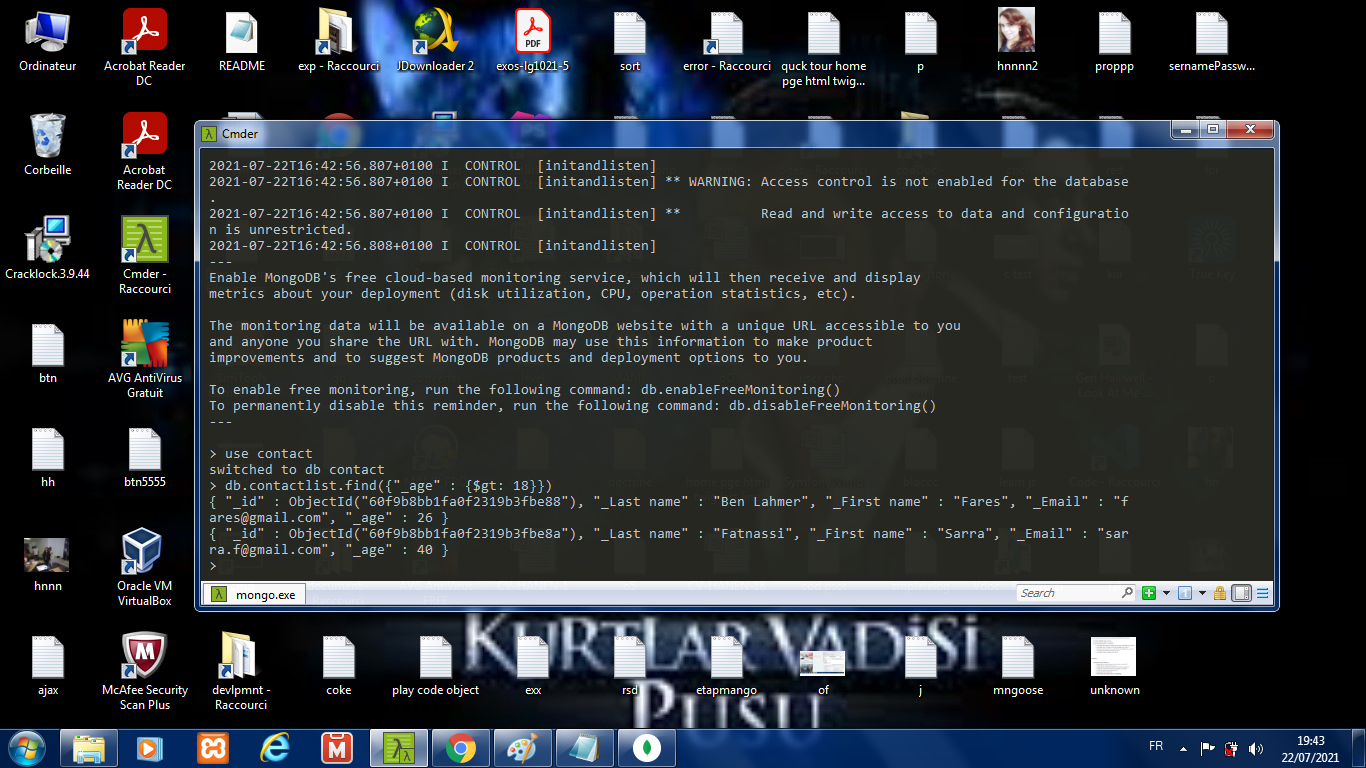 Ordinateur
Acrobat Reader
DC
README
exp - Raccourci
JDownloader 2
PDF
exos-lg1021-5
sort
error - Raccourci
quck tour home
pge html twig...
p
hnnnn2
proppp
sernamePassw...
Corbeille
Acrobat
Reader DC
Cracklock.3.9.44
Cmder -
Raccourci
btn
AVG AntiVirus
Gratuit
hh
btn5555
hnnn
Oracle VM
VirtualBox
Cmder
2021-07-22T16:42:56.807+0100 I  CONTROL  [initandlisten]
2021-07-22T16:42:56.807+0100 I  CONTROL  [initandlisten] ** WARNING: Access control is not enabled for the database
.
2021-07-22T16:42:56.807+0100 I  CONTROL  [initandlisten] **          Read and write access to data and configuratio
n is unrestricted.
2021-07-22T16:42:56.808+0100 I  CONTROL  [initandlisten]
---
Enable MongoDB's free cloud-based monitoring service, which will then receive and display
metrics about your deployment (disk utilization, CPU, operation statistics, etc).
The monitoring data will be available on a MongoDB website with a unique URL accessible to you
and anyone you share the URL with. MongoDB may use this information to make product
improvements and to suggest MongoDB products and deployment options to you.
To enable free monitoring, run the following command: db.enableFreeMonitoring()
To permanently disable this reminder, run the following command: db.disableFreeMonitoring()
---
> use contact
switched to db contact
> db.contactlist.find({"_age" : {$gt: 18}})
{ "_id" : ObjectId("60f9b8bb1fa0f2319b3fbe88"), "_Last name" : "Ben Lahmer", "_First name" : "Fares", "_Email" : "f
ares@gmail.com", "_age" : 26 }
{ "_id" : ObjectId("60f9b8bb1fa0f2319b3fbe8a"), "_Last name" : "Fatnassi", "_First name" : "Sarra", "_Email" : "sar
ra.f@gmail.com", "_age" : 40 }
>
mongo.exe
Search
KURTLAR VADİSİ
PUSU
ajax
McAfee Security
Scan Plus
devlpmnt -
Raccourci
coke
play code object
exx
rsd
etapmango
of
j
mngoose
unknown
FR
19:43
22/07/2021